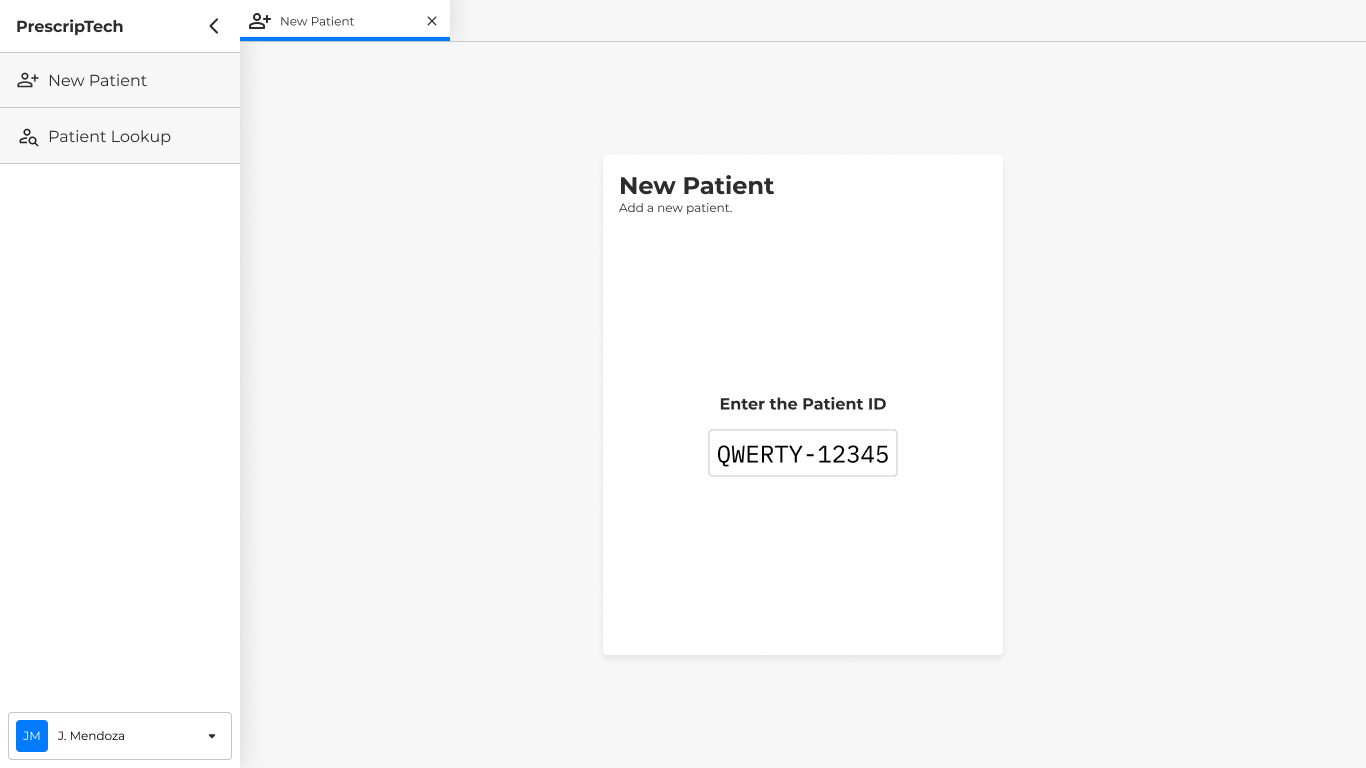 PrescripTech
New Patient
Patient Lookup
JM
J. Mendoza
New Patient
New Patient
Add a new patient.
Enter the Patient ID
QWERTY-12345